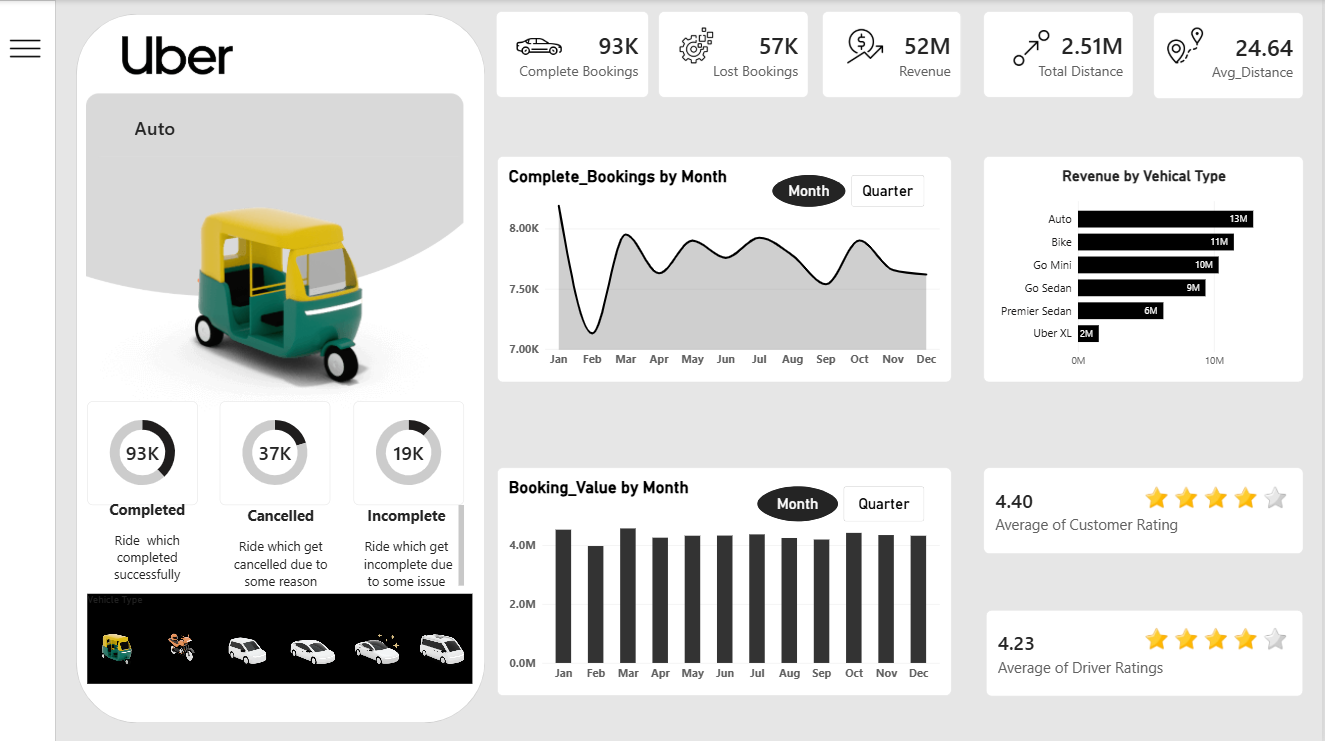 Uber
Auto
93K
Completed
Ride which
completed
successfully
37K
Cancelled
Ride which get
cancelled due to
some reason
19K
Incomplete
Ride which get
incomplete due
to some issue
Vehicle Type
93K
Complete Bookings
57K
Lost Bookings
52M
Revenue
2.51M
Total Distance
24.64
Avg_Distance
Complete_Bookings by Month
Month
Quarter
8.00K
7.50K
7.00K
Jan Feb Mar Apr May Jun Jul Aug Sep Oct Nov Dec
Revenue by Vehical Type
Auto 13M
Bike 11M
Go Mini 10M
Go Sedan 9M
Premier Sedan 6M
Uber XL 2M
0M 10M
Booking_Value by Month
Month
Quarter
4.0M
2.0M
0.0M
Jan Feb Mar Apr May Jun Jul Aug Sep Oct Nov Dec
4.40
Average of Customer Rating
4.23
Average of Driver Ratings